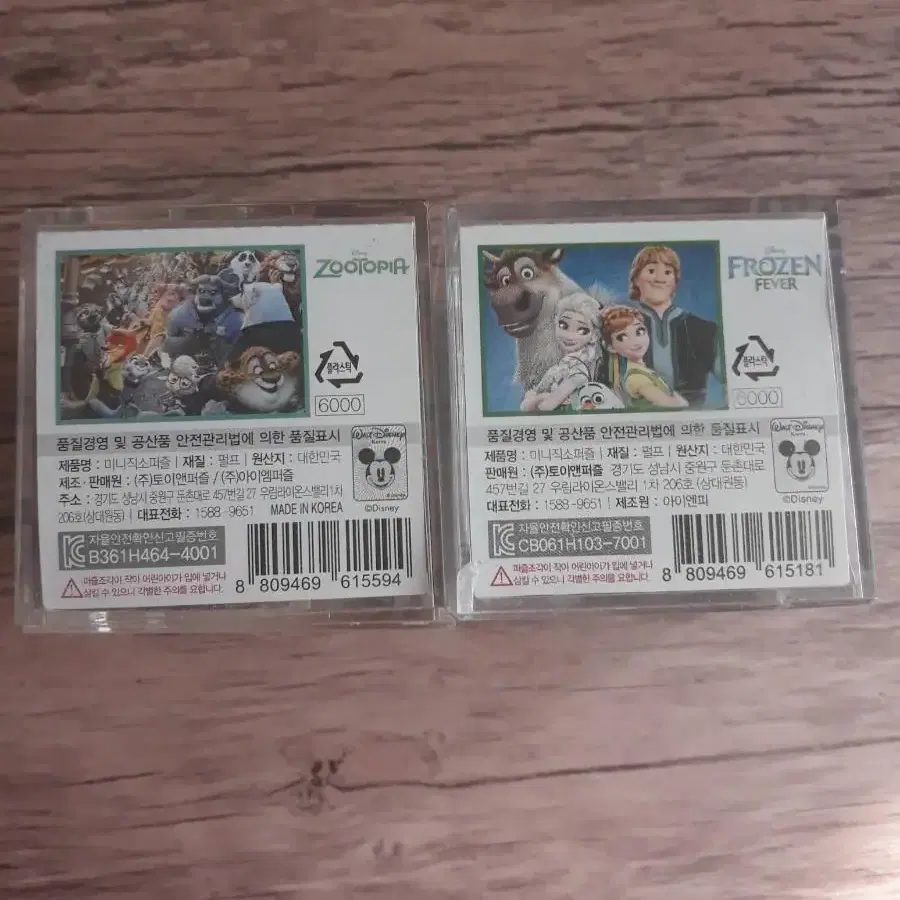 Disney
ZOOTOPIA
플라스틱
6000
품질경영 및 공산품 안전관리법에 의한 품질표시
제품명 : 미니직소퍼즐 | 재질 : 펄프 | 원산지 : 대한민국
제조 · 판매원 : (주)토이앤퍼즐 / (주)아이엠퍼즐
주소 : 경기도 성남시 중원구 둔촌대로 457번길 27 우림라이온스밸리 1차
206호(상대원동) | 대표전화 : 1588-9651 MADE IN KOREA
WALT DISNEY
Korea
©Disney
자율안전확인신고필증번호
B361H464-4001
퍼즐조각이 작아 어린아이가 입에 넣거나
삼킬 수 있으니 각별한 주의를 요합니다.
8 809469 615594
Disney
FROZEN
FEVER
플라스틱
6000
품질경영 및 공산품 안전관리법에 의한 품질표시
제품명 : 미니직소퍼즐 | 재질 : 펄프 | 원산지 : 대한민국
판매원 : (주)토이앤퍼즐 경기도 성남시 중원구 둔촌대로
457번길 27 우림라이온스밸리 1차 206호(상대원동)
대표전화 : 1588-9651 | 제조원 : 아이엔피
WALT DISNEY
Korea
©Disney
자율안전확인신고필증번호
CB061H103-7001
퍼즐조각이 작아 어린아이가 입에 넣거나
삼킬 수 있으니 각별한 주의를 요합니다.
8 809469 615181